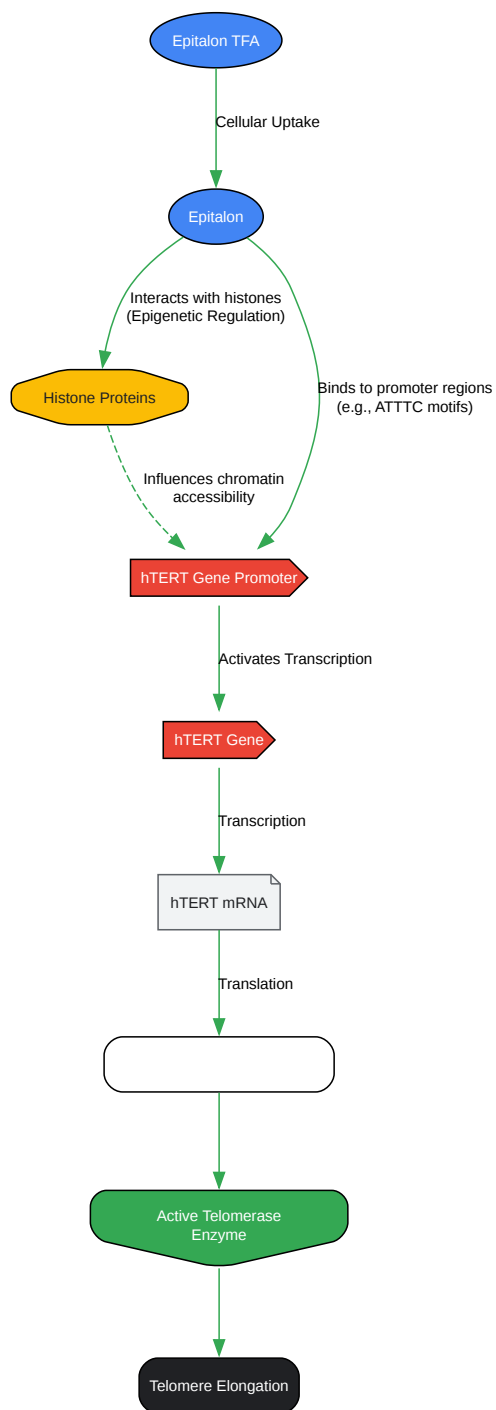 Epitalon TFA
Cellular Uptake
Epitalon
Interacts with histones
(Epigenetic Regulation)
Binds to promoter regions
(e.g., ATTTC motifs)
Histone Proteins
Influences chromatin
accessibility
hTERT Gene Promoter
Activates Transcription
hTERT Gene
Transcription
hTERT mRNA
Translation
Active Telomerase
Enzyme
Telomere Elongation